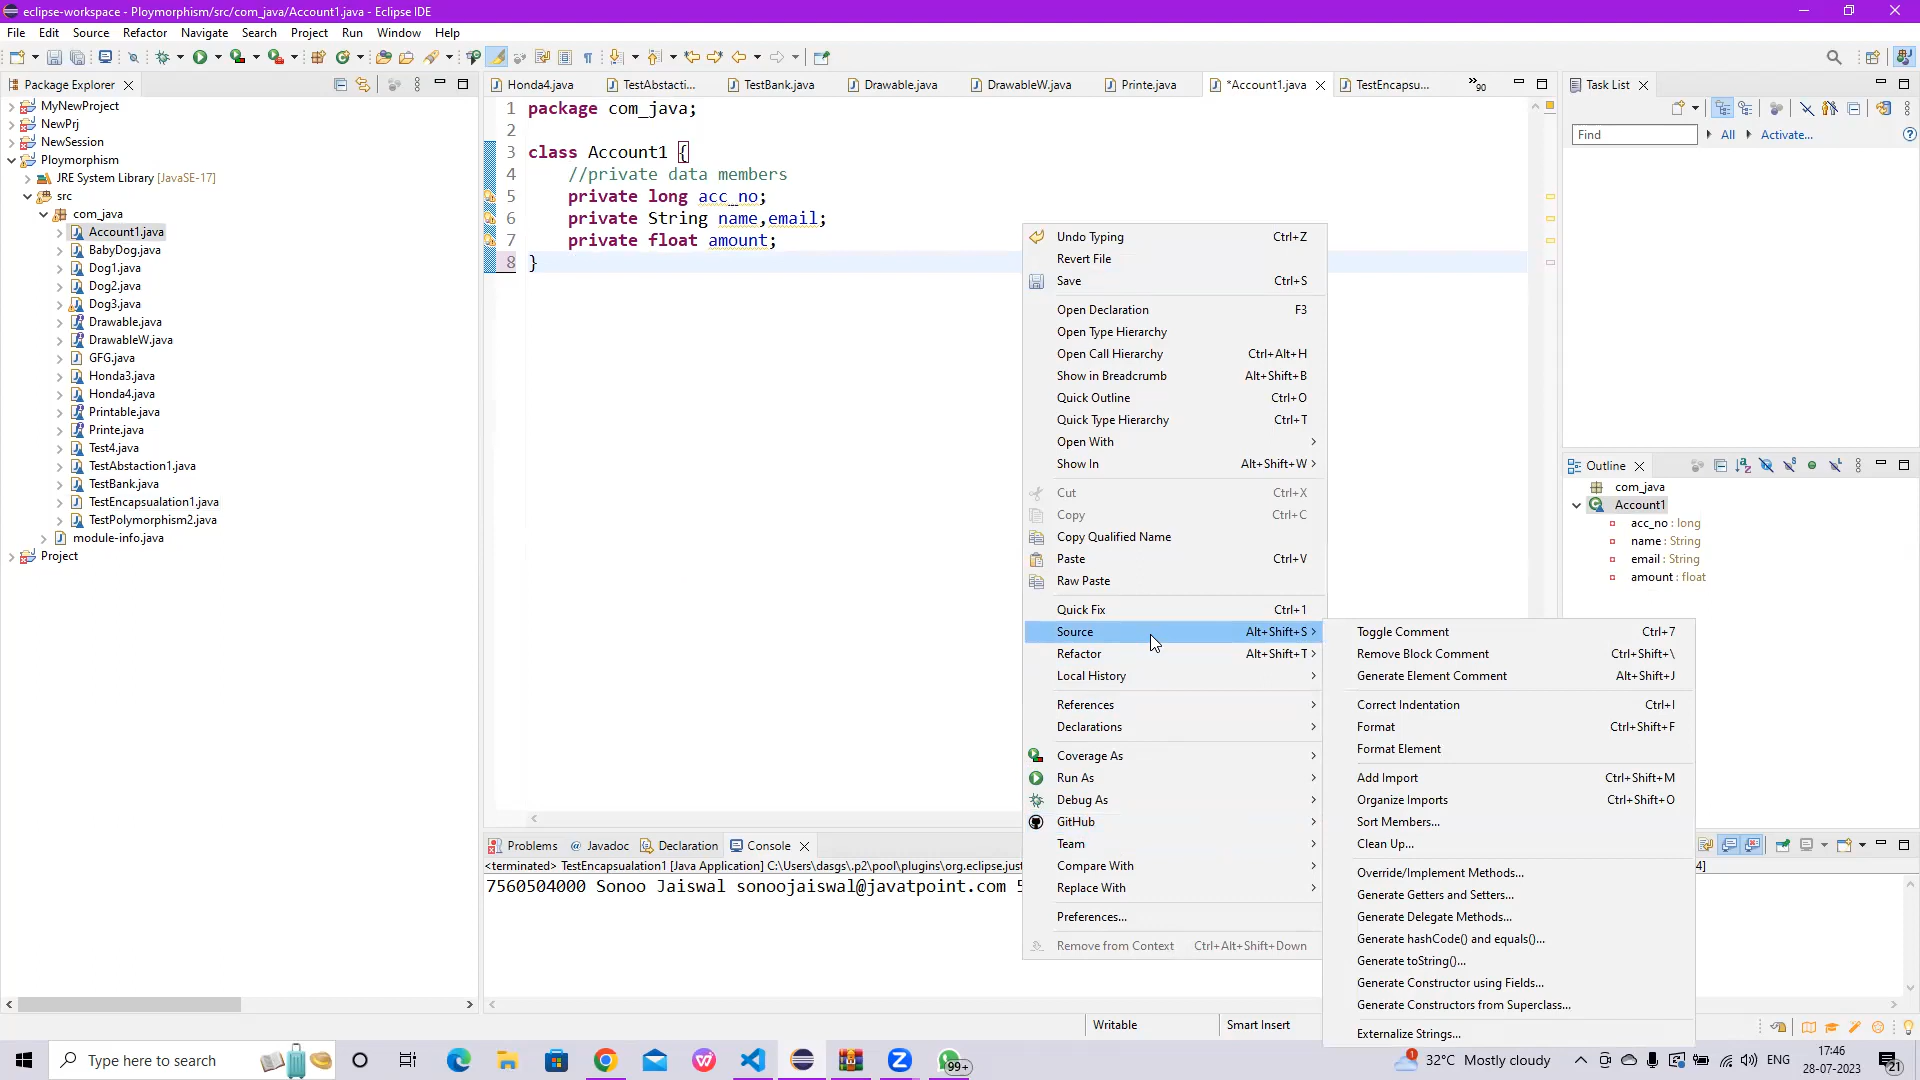 eclipse-workspace - Ploymorphism/src/com_java/Account1.java - Eclipse IDE
File Edit Source Refactor Navigate Search Project Run Window Help
Package Explorer
MyNewProject
NewPrj
NewSession
Ploymorphism
JRE System Library [JavaSE-17]
src
com_java
Account1.java
BabyDog.java
Dog1.java
Dog2.java
Dog3.java
Drawable.java
DrawableW.java
GFG.java
Honda3.java
Honda4.java
Printable.java
Printe.java
Test4.java
TestAbstaction1.java
TestBank.java
TestEncapsualation1.java
TestPolymorphism2.java
module-info.java
Project
Honda4.java TestAbstacti... TestBank.java Drawable.java DrawableW.java Printe.java *Account1.java TestEncapsu... 90
1 package com_java;
2
3 class Account1 {
4 //private data members
5 private long acc_no;
6 private String name,email;
7 private float amount;
8 }
Undo Typing Ctrl+Z
Revert File
Save Ctrl+S
Open Declaration F3
Open Type Hierarchy
Open Call Hierarchy Ctrl+Alt+H
Show in Breadcrumb Alt+Shift+B
Quick Outline Ctrl+O
Quick Type Hierarchy Ctrl+T
Open With
Show In Alt+Shift+W
Cut Ctrl+X
Copy Ctrl+C
Copy Qualified Name
Paste Ctrl+V
Raw Paste
Quick Fix Ctrl+1
Source Alt+Shift+S
Refactor Alt+Shift+T
Local History
References
Declarations
Coverage As
Run As
Debug As
GitHub
Team
Compare With
Replace With
Preferences...
Remove from Context Ctrl+Alt+Shift+Down
Toggle Comment Ctrl+7
Remove Block Comment Ctrl+Shift+\
Generate Element Comment Alt+Shift+J
Correct Indentation Ctrl+I
Format Ctrl+Shift+F
Format Element
Add Import Ctrl+Shift+M
Organize Imports Ctrl+Shift+O
Sort Members...
Clean Up...
Override/Implement Methods...
Generate Getters and Setters...
Generate Delegate Methods...
Generate hashCode() and equals()...
Generate toString()...
Generate Constructor using Fields...
Generate Constructors from Superclass...
Externalize Strings...
Task List
Find All Activate...
Outline
com_java
Account1
acc_no : long
name : String
email : String
amount : float
Problems Javadoc Declaration Console
<terminated> TestEncapsualation1 [Java Application] C:\Users\dasgs\.p2\pool\plugins\org.eclipse.just 4]
7560504000 Sonoo Jaiswal sonoojaiswal@javatpoint.com 5
Writable Smart Insert
Type here to search
99+
1
32°C Mostly cloudy ENG
17:46
28-07-2023
21